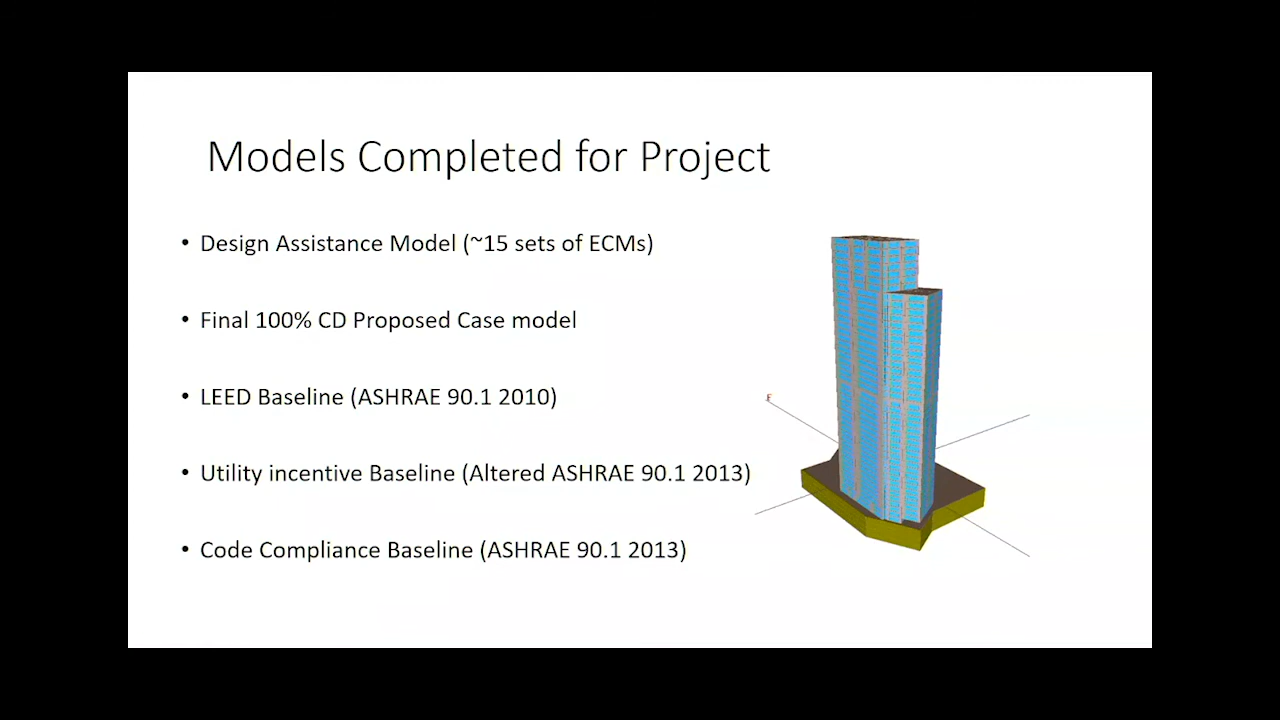 Models Completed for Project
• Design Assistance Model (~15 sets of ECMs)
• Final 100% CD Proposed Case model
• LEED Baseline (ASHRAE 90.1 2010)
• Utility incentive Baseline (Altered ASHRAE 90.1 2013)
• Code Compliance Baseline (ASHRAE 90.1 2013)